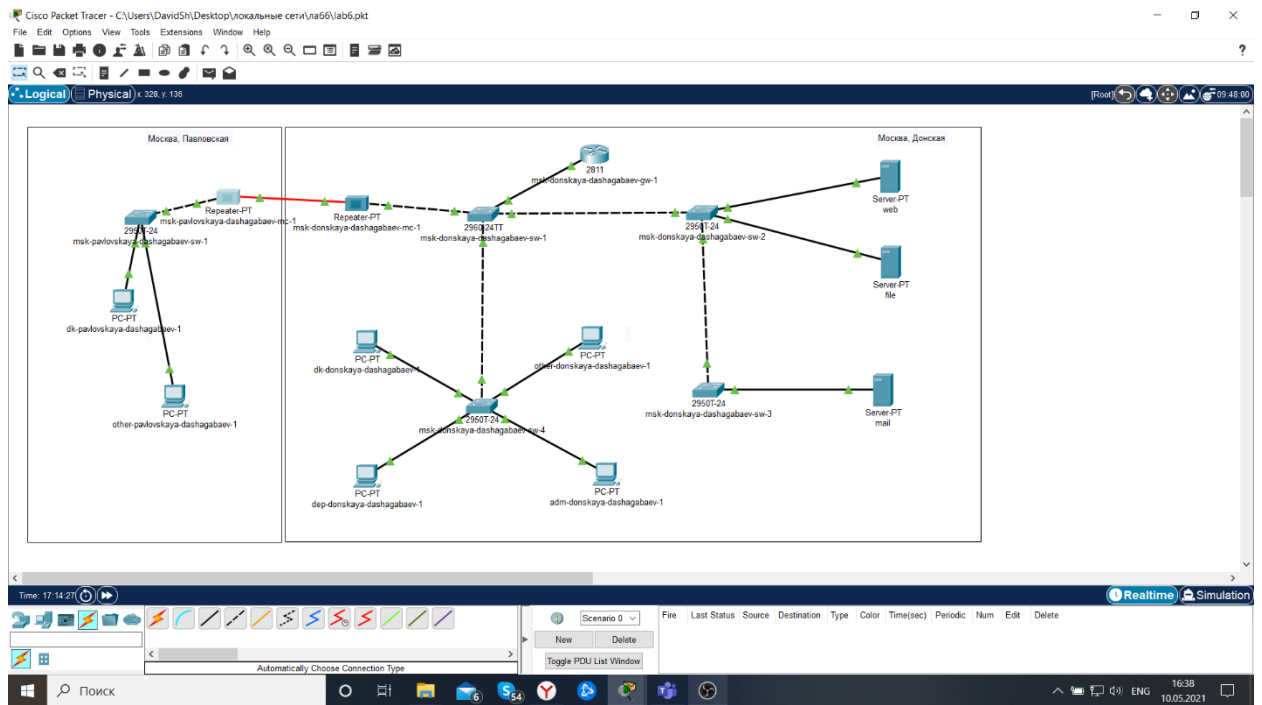 Cisco Packet Tracer - C:\Users\DavidSh\Desktop\локальные сети\лаб6\lab6.pkt
File Edit Options View Tools Extensions Window Help
?
Logical Physical x: 328, y: 136 [Root] 09:48:00
Москва, Павловская
Москва, Донская
2811
msk-donskaya-dashagabaev-gw-1
Server-PT
web
Repeater-PT
msk-pavlovskaya-dashagabaev-mc-1
Repeater-PT
msk-donskaya-dashagabaev-mc-1
2950T-24
msk-pavlovskaya-dashagabaev-sw-1
2960-24TT
msk-donskaya-dashagabaev-sw-1
2950T-24
msk-donskaya-dashagabaev-sw-2
Server-PT
file
PC-PT
dk-pavlovskaya-dashagabaev-1
PC-PT
dk-donskaya-dashagabaev-1
PC-PT
other-donskaya-dashagabaev-1
PC-PT
other-pavlovskaya-dashagabaev-1
2950T-24
msk-donskaya-dashagabaev-sw-4
2950T-24
msk-donskaya-dashagabaev-sw-3
Server-PT
mail
PC-PT
dep-donskaya-dashagabaev-1
PC-PT
adm-donskaya-dashagabaev-1
Time: 17:14:27 Realtime Simulation
Scenario 0
New Delete
Toggle PDU List Window
Fire Last Status Source Destination Type Color Time(sec) Periodic Num Edit Delete
Automatically Choose Connection Type
Поиск 6 54 ENG 16:38
10.05.2021